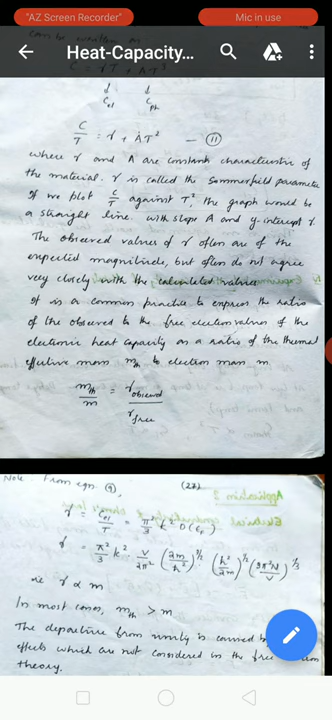 "AZ Screen Recorder"
Mic in use
Heat-Capacity...
C = γT + AT³
↓ ↓
C_el C_ph
C/T = γ + AT² — (11)
where γ and A are constants characteristic of
the material. γ is called the Sommerfeld parameter
If we plot C/T against T², the graph would be
a straight line. with slope A and y-intercept γ.
The observed values of γ often are of the
expected magnitude, but often do not agree
very closely with the calculated values
It is a common practice to express the ratio
of the observed to the free electron values of the
electronic heat capacity as a ratio of the thermal
effective mass m_th to electron mass m
m_th/m = γ_observed/γ_free
Note. From eqn (9), (27)
γ = C_el/T = π²/3 k² D(E_F)
γ = π²/3 k² · V/2π² (2m/ħ²)^3/2 · (ħ²/2m)^1/2 (3π²N/V)^1/3
ie γ ∝ m
In most cases, m_th > m
The departure from unity is caused
effects which are not considered in the free
theory.